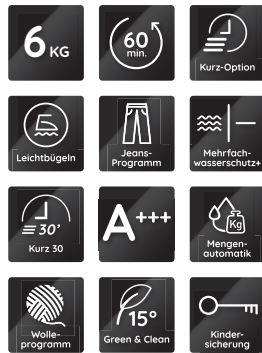 6 KG
60
min.
Kurz-Option
Leichtbügeln
Jeans-
Programm
Mehrfach-
wasserschutz+
30'
Kurz 30
A+++
Kg
Mengen-
automatik
Wolle-
programm
15°
Green & Clean
Kinder-
sicherung